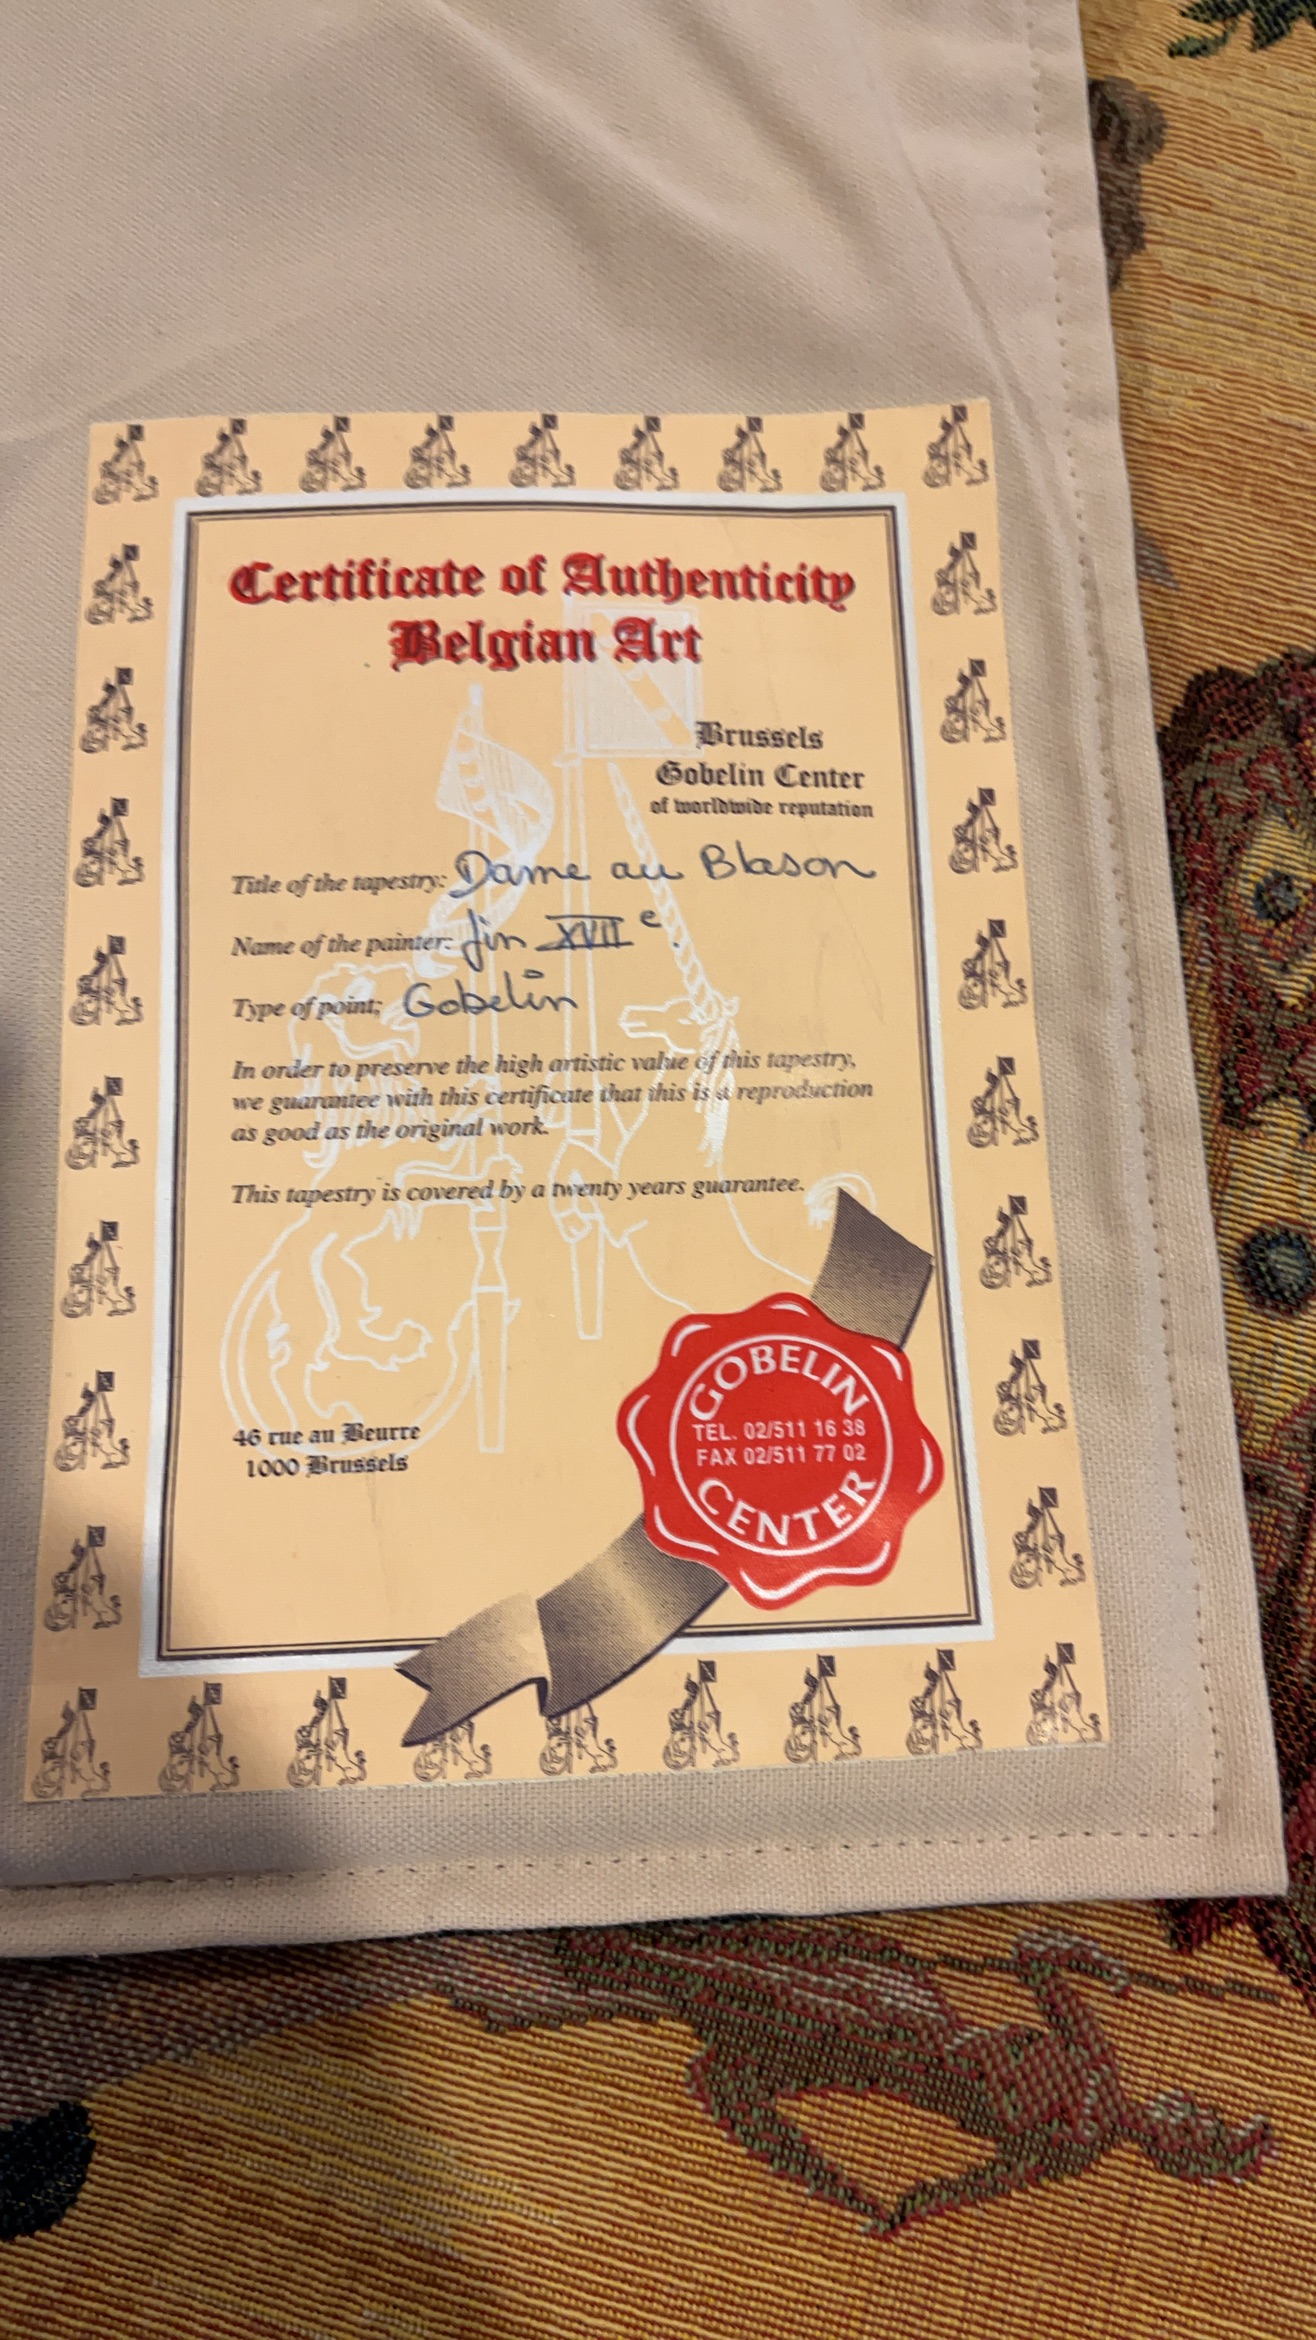 Certificate of Authenticity
Belgian Art
Brussels
Gobelin Center
of worldwide reputation
Title of the tapestry: Dame au Blason
Name of the painter: fin XVII e.
Type of point: Gobelin
In order to preserve the high artistic value of this tapestry,
we guarantee with this certificate that this is a reproduction
as good as the original work.
This tapestry is covered by a twenty years guarantee.
46 rue au Beurre
1000 Brussels
GOBELIN
TEL. 02/511 16 38
FAX 02/511 77 02
CENTER